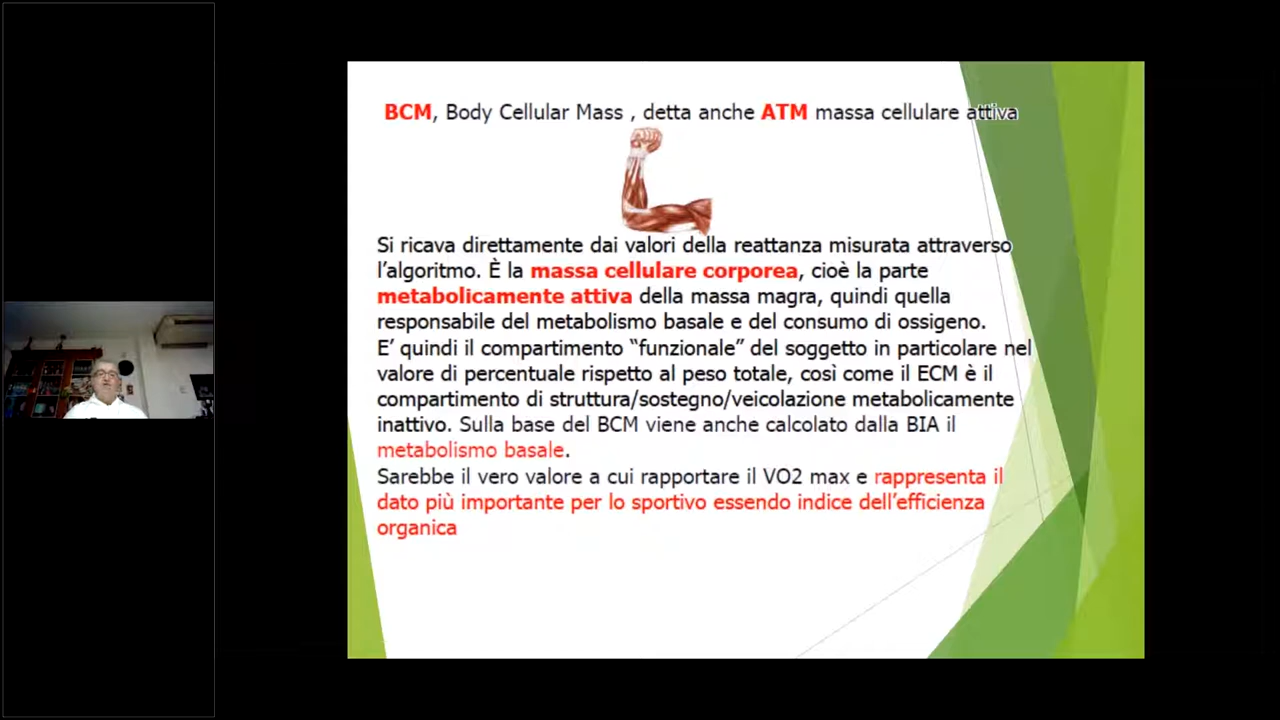 BCM, Body Cellular Mass , detta anche ATM massa cellulare attiva
Si ricava direttamente dai valori della reattanza misurata attraverso
l’algoritmo. È la massa cellulare corporea, cioè la parte
metabolicamente attiva della massa magra, quindi quella
responsabile del metabolismo basale e del consumo di ossigeno.
E’ quindi il compartimento “funzionale” del soggetto in particolare nel
valore di percentuale rispetto al peso totale, così come il ECM è il
compartimento di struttura/sostegno/veicolazione metabolicamente
inattivo. Sulla base del BCM viene anche calcolato dalla BIA il
metabolismo basale.
Sarebbe il vero valore a cui rapportare il VO2 max e rappresenta il
dato più importante per lo sportivo essendo indice dell’efficienza
organica